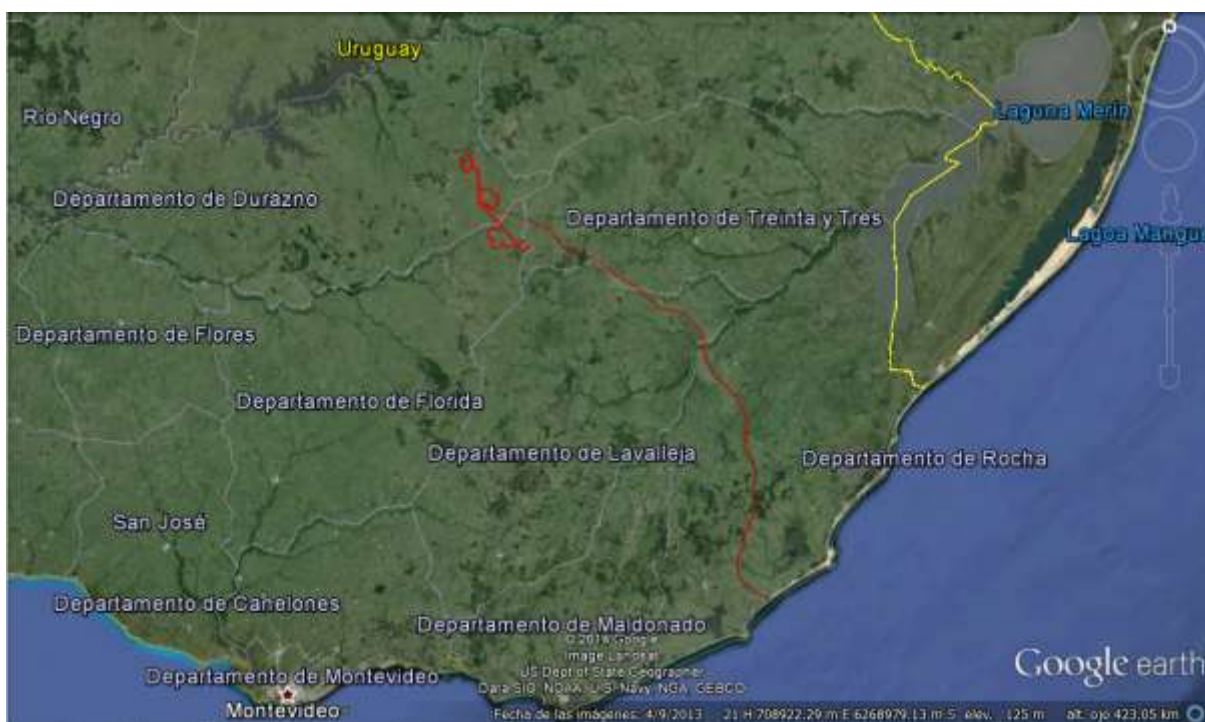 Uruguay
Laguna Merín
Río Negro
Departamento de Durazno
Departamento de Treinta y Tres
Lagoa Mangue
Departamento de Flores
Departamento de Florida
Departamento de Lavalleja
Departamento de Rocha
San José
Departamento de Canelones
Departamento de Maldonado
© 2014 Google
Image Landsat
US Dept of State Geographer
Data SIO, NOAA, U.S. Navy, NGA, GEBCO
Google earth
Departamento de Montevideo
Montevideo
Fecha de las imágenes: 4/9/2013 21 H 708922.29 m E 6268979.13 m S elev. 125 m alt. ojo 423.05 km